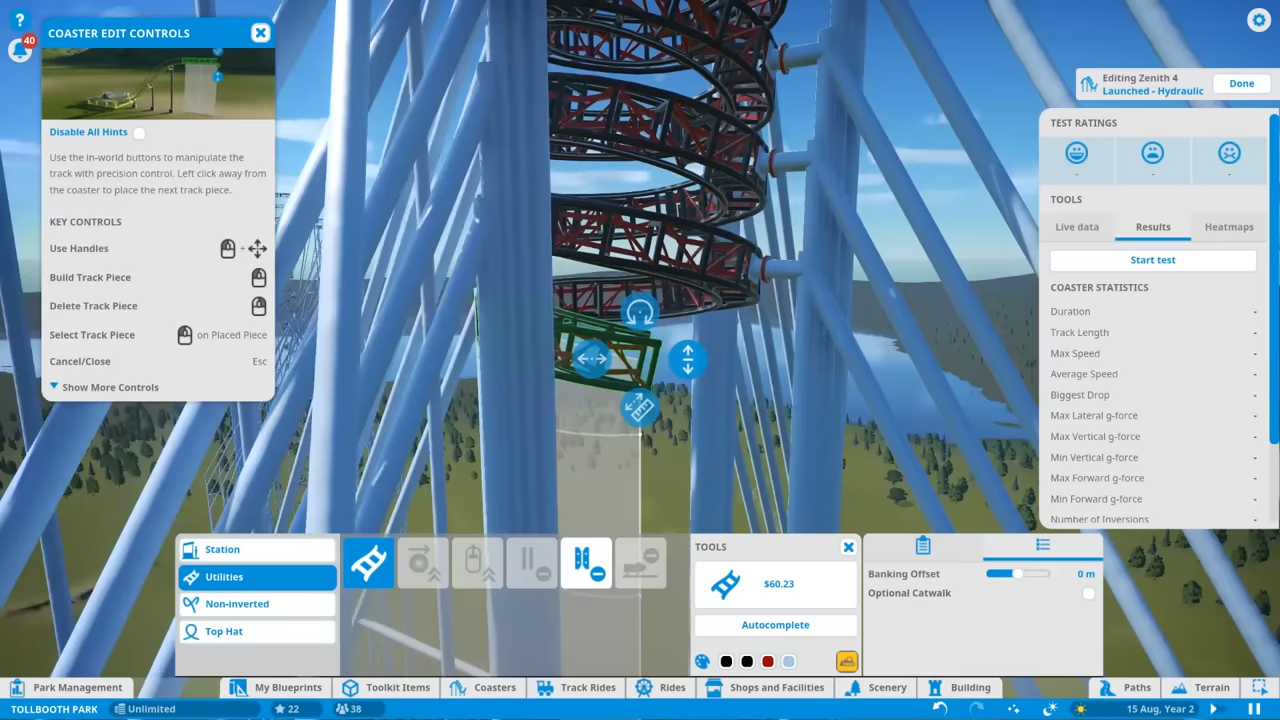 ?
40
COASTER EDIT CONTROLS
Disable All Hints
Use the in-world buttons to manipulate the
track with precision control. Left click away from
the coaster to place the next track piece.
KEY CONTROLS
Use Handles
+
Build Track Piece
Delete Track Piece
Select Track Piece
on Placed Piece
Cancel/Close
Esc
Show More Controls
Editing Zenith 4
Launched - Hydraulic
Done
TEST RATINGS
- - -
TOOLS
Live data
Results
Heatmaps
Start test
COASTER STATISTICS
Duration -
Track Length -
Max Speed -
Average Speed -
Biggest Drop -
Max Lateral g-force -
Max Vertical g-force -
Min Vertical g-force -
Max Forward g-force -
Min Forward g-force -
Number of Inversions -
Station
Utilities
Non-inverted
Top Hat
TOOLS
$60.23
Autocomplete
Banking Offset
0 m
Optional Catwalk
Park Management
My Blueprints
Toolkit Items
Coasters
Track Rides
Rides
Shops and Facilities
Scenery
Building
Paths
Terrain
TOLLBOOTH PARK
Unlimited
22
38
15 Aug, Year 2